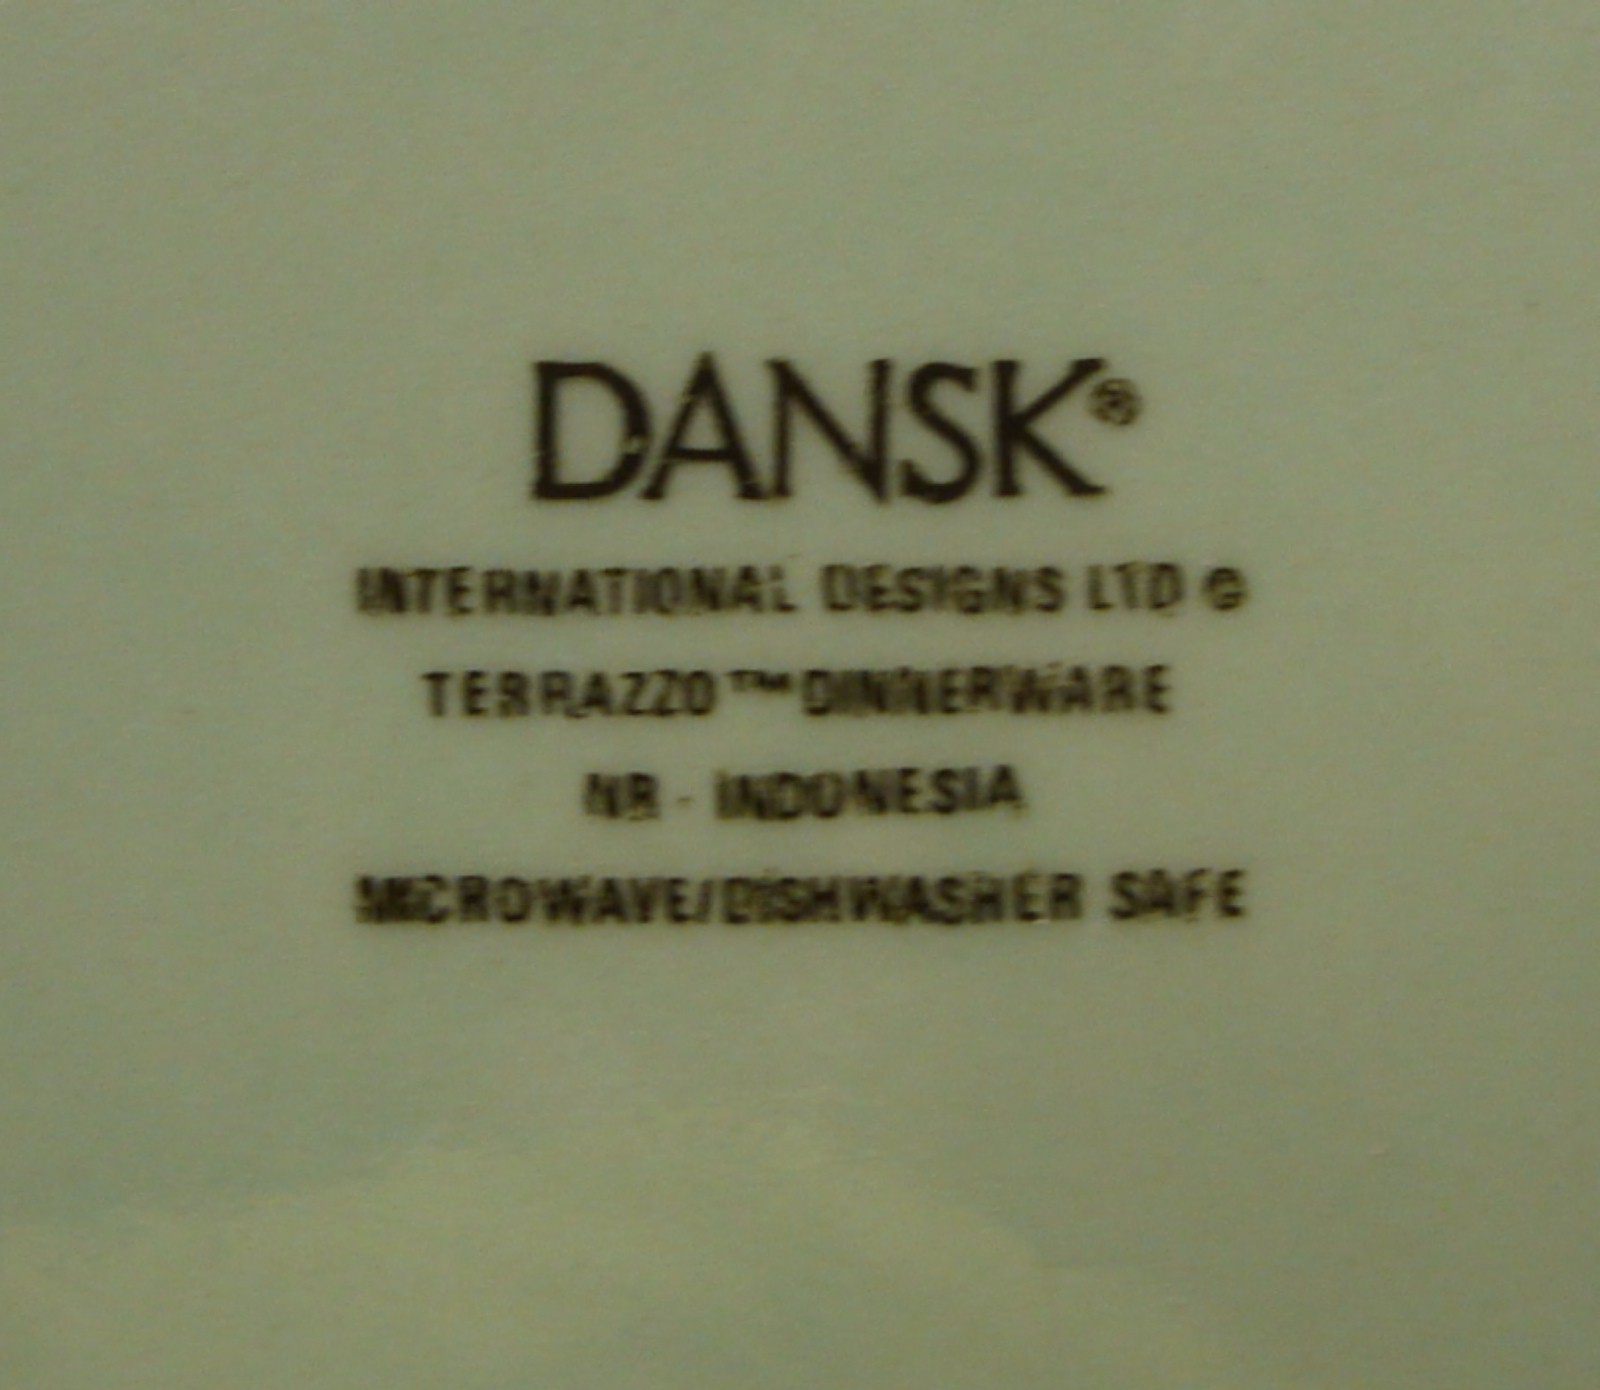 DANSK®
INTERNATIONAL DESIGNS LTD ©
TERRAZZO™ DINNERWARE
NR - INDONESIA
MICROWAVE/DISHWASHER SAFE